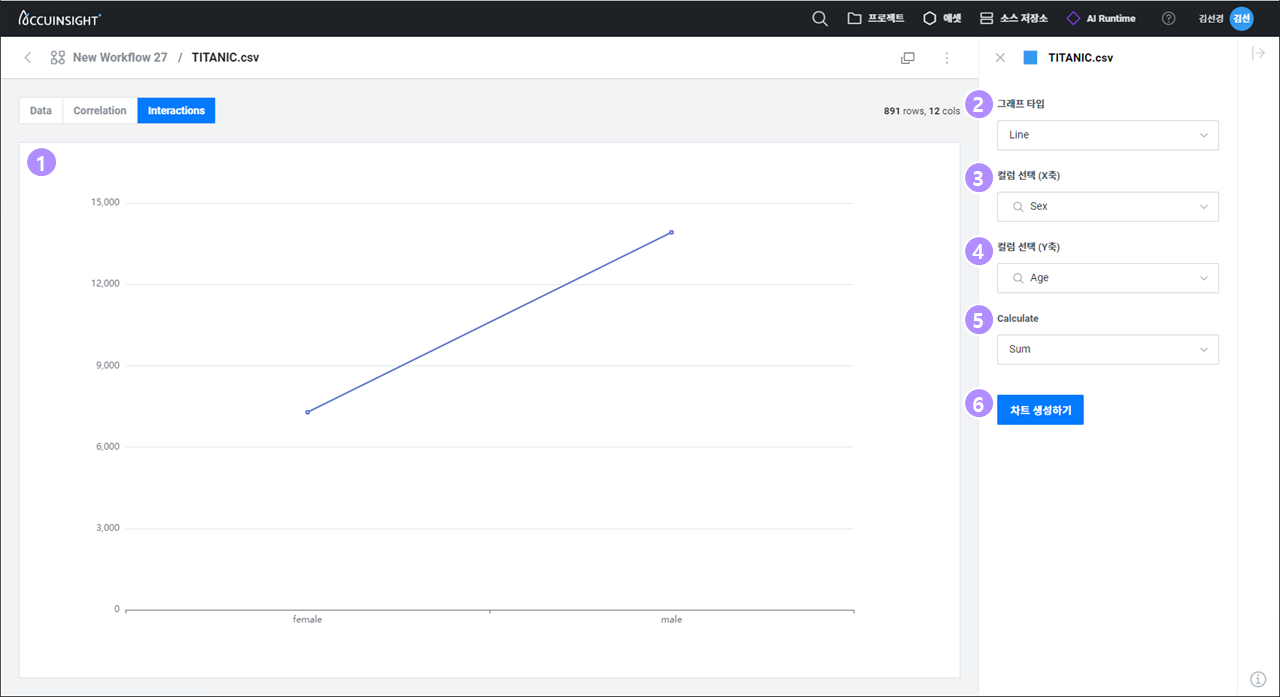 ACCUINSIGHT+
프로젝트
애셋
소스 저장소
AI Runtime
김선경
김선
New Workflow 27 / TITANIC.csv
TITANIC.csv
Data
Correlation
Interactions
891 rows, 12 cols
1
15,000
12,000
9,000
6,000
3,000
0
female
male
2
그래프 타입
Line
3
컬럼 선택 (X축)
Sex
4
컬럼 선택 (Y축)
Age
5
Calculate
Sum
6
차트 생성하기